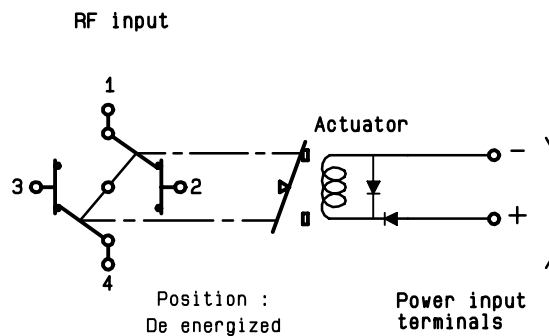 RF input
1
Actuator
-
3
2
+
4
Position :
De energized
Power input
terminals